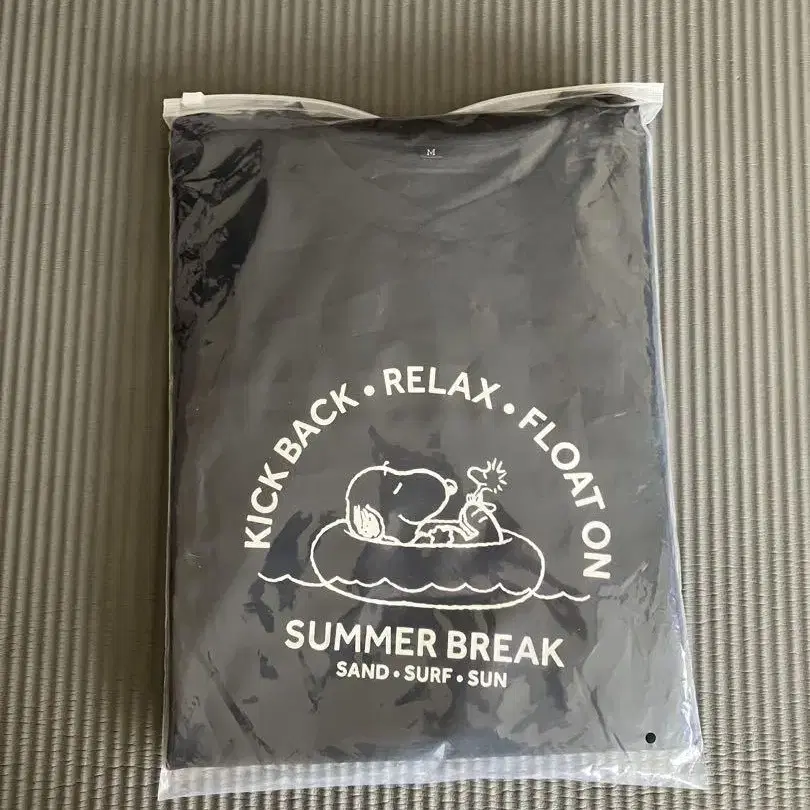 M
KICK BACK • RELAX • FLOAT ON
SUMMER BREAK
SAND • SURF • SUN